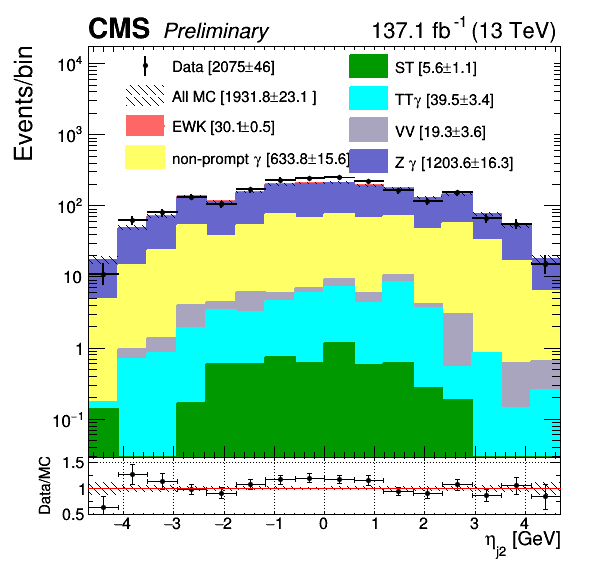 CMS Preliminary 137.1 fb⁻¹ (13 TeV)
Events/bin
Data [2075±46]
All MC [1931.8±23.1 ]
EWK [30.1±0.5]
non-prompt γ [633.8±15.6]
ST [5.6±1.1]
TTγ [39.5±3.4]
VV [19.3±3.6]
Z γ [1203.6±16.3]
10⁴
10³
10²
10
1
10⁻¹
Data/MC
1.5
1
0.5
−4 −3 −2 −1 0 1 2 3 4
η_{j2} [GeV]